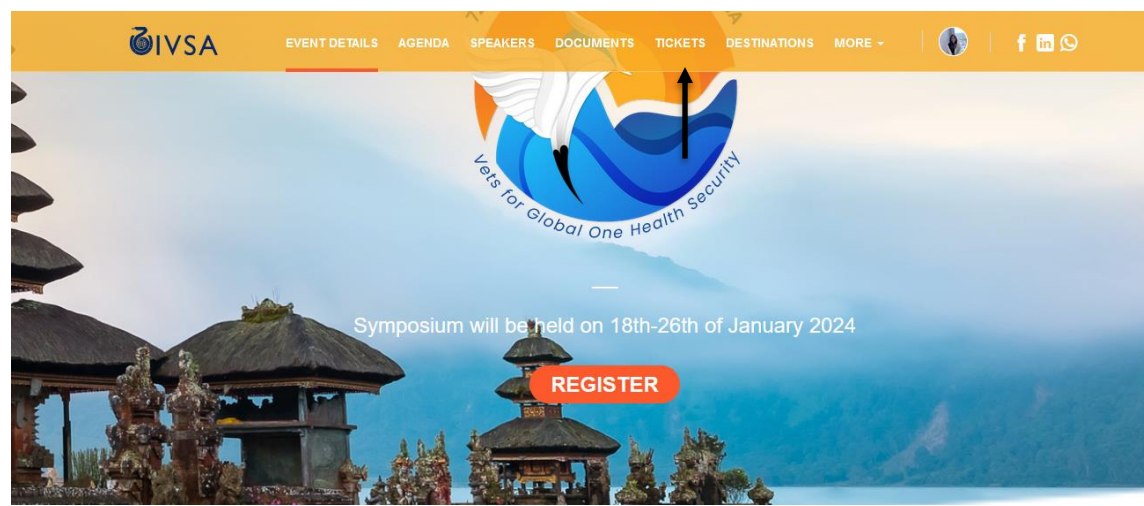 IVSA
EVENT DETAILS AGENDA SPEAKERS DOCUMENTS TICKETS DESTINATIONS MORE
Vets for Global One Health Security
Symposium will be held on 18th-26th of January 2024
REGISTER